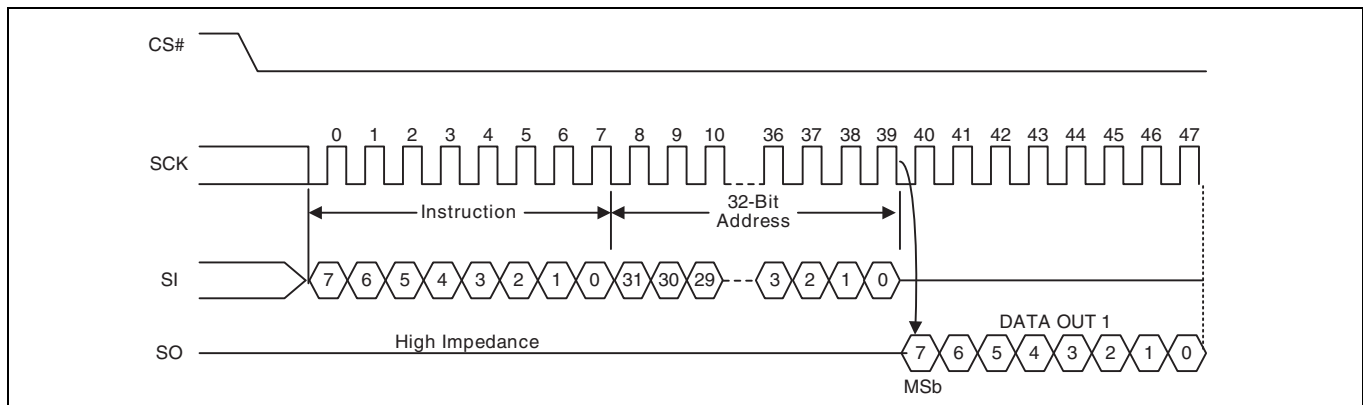 CS#
0 1 2 3 4 5 6 7 8 9 10 36 37 38 39 40 41 42 43 44 45 46 47
SCK
Instruction
32-Bit
Address
SI
7 6 5 4 3 2 1 0 31 30 29 3 2 1 0
DATA OUT 1
High Impedance
SO
7 6 5 4 3 2 1 0
MSb